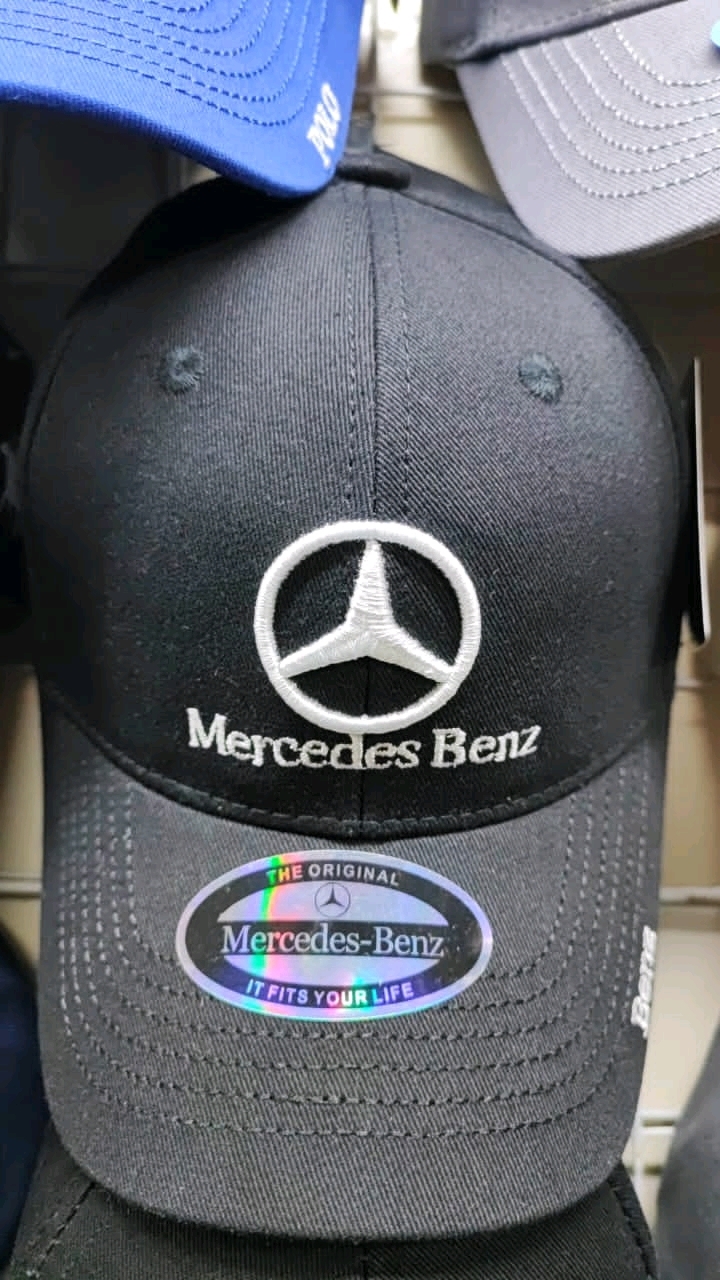 POLO
Mercedes Benz
THE ORIGINAL
Mercedes-Benz
IT FITS YOUR LIFE
Benz